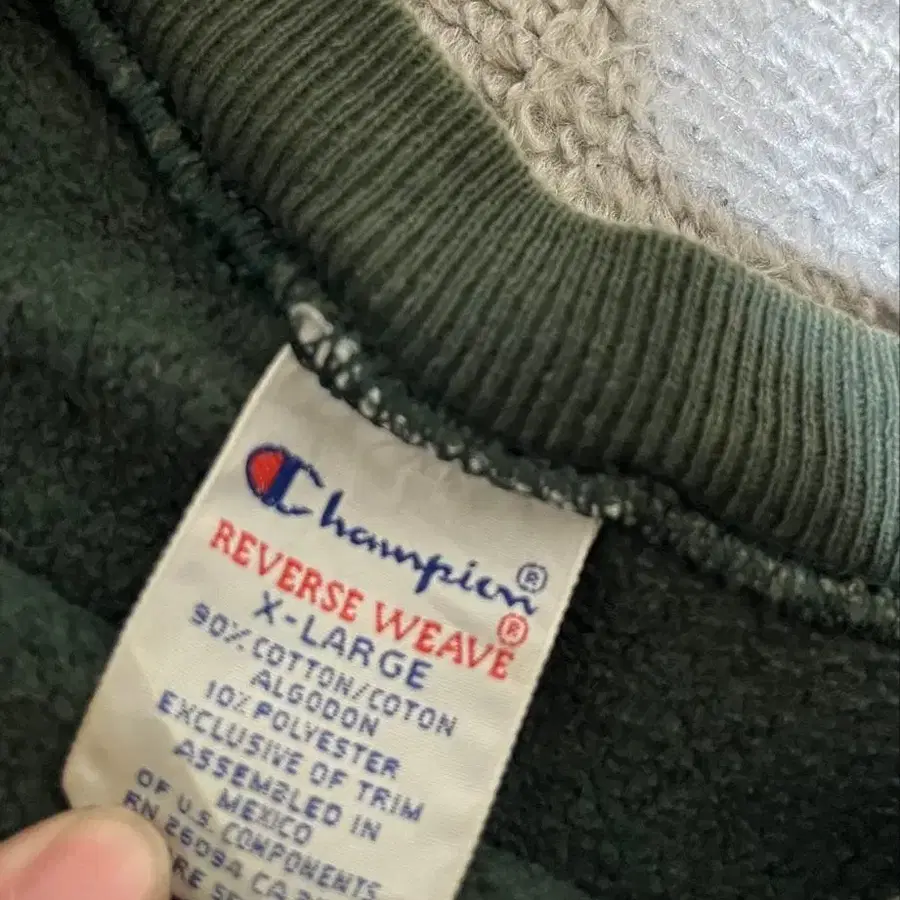 Champion®
REVERSE WEAVE®
X-LARGE
90% COTTON/COTON
ALGODON
10% POLYESTER
EXCLUSIVE OF TRIM
ASSEMBLED IN
MEXICO
OF U.S. COMPONENTS
RN 26094 CA